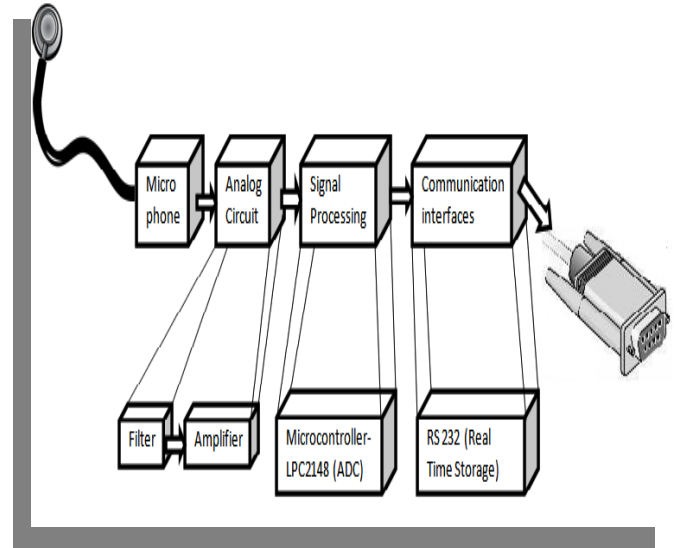 Micro
phone
Analog
Circuit
Signal
Processing
Communication
interfaces
Filter
Amplifier
Microcontroller-
LPC2148 (ADC)
RS 232 (Real
Time Storage)